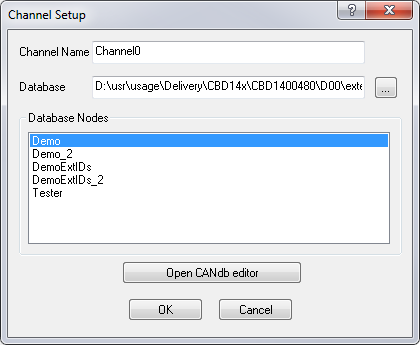 Channel Setup
Channel Name Channel0
Database D:\usr\usage\Delivery\CBD14x\CBD1400480\D00\exte ...
Database Nodes
Demo
Demo_2
DemoExtIDs
DemoExtIDs_2
Tester
Open CANdb editor
OK Cancel